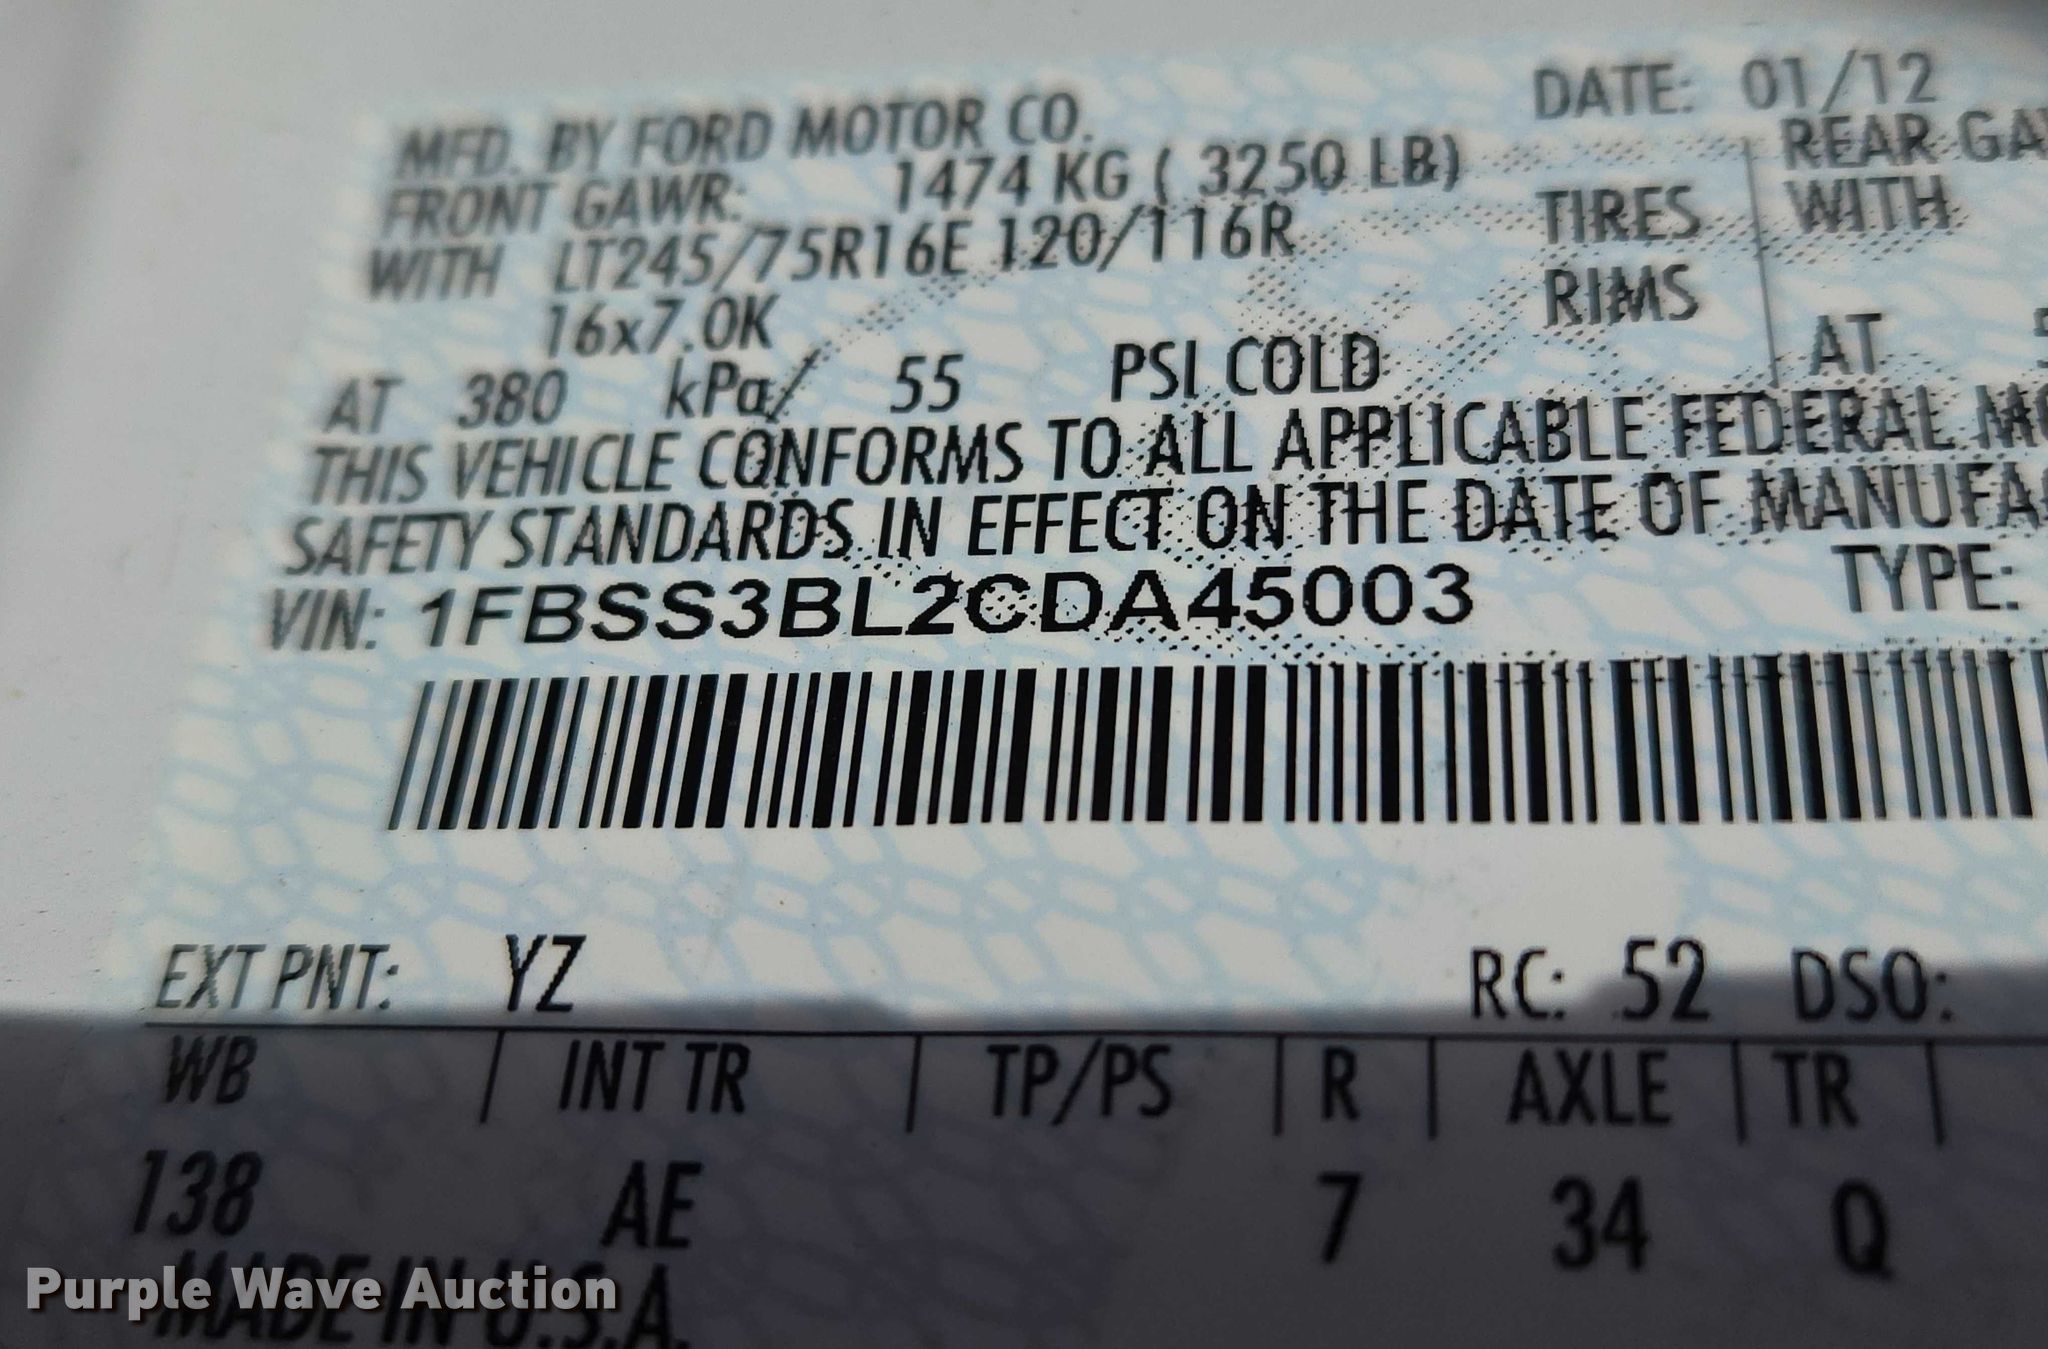 MFD. BY FORD MOTOR CO. DATE: 01/12
FRONT GAWR: 1474 KG ( 3250 LB) REAR
WITH LT245/75R16E 120/116R TIRES WITH
16x7.0K RIMS
AT 380 kPa/ 55 PSI COLD AT
THIS VEHICLE CONFORMS TO ALL APPLICABLE FEDERAL
SAFETY STANDARDS IN EFFECT ON THE DATE OF
VIN: 1FBSS3BL2CDA45003 TYPE:
EXT PNT: YZ RC: 52 DSO:
WB | INT TR | TP/PS | R | AXLE | TR |
138 AE 7 34 Q
MADE IN U.S.A.
Purple Wave Auction